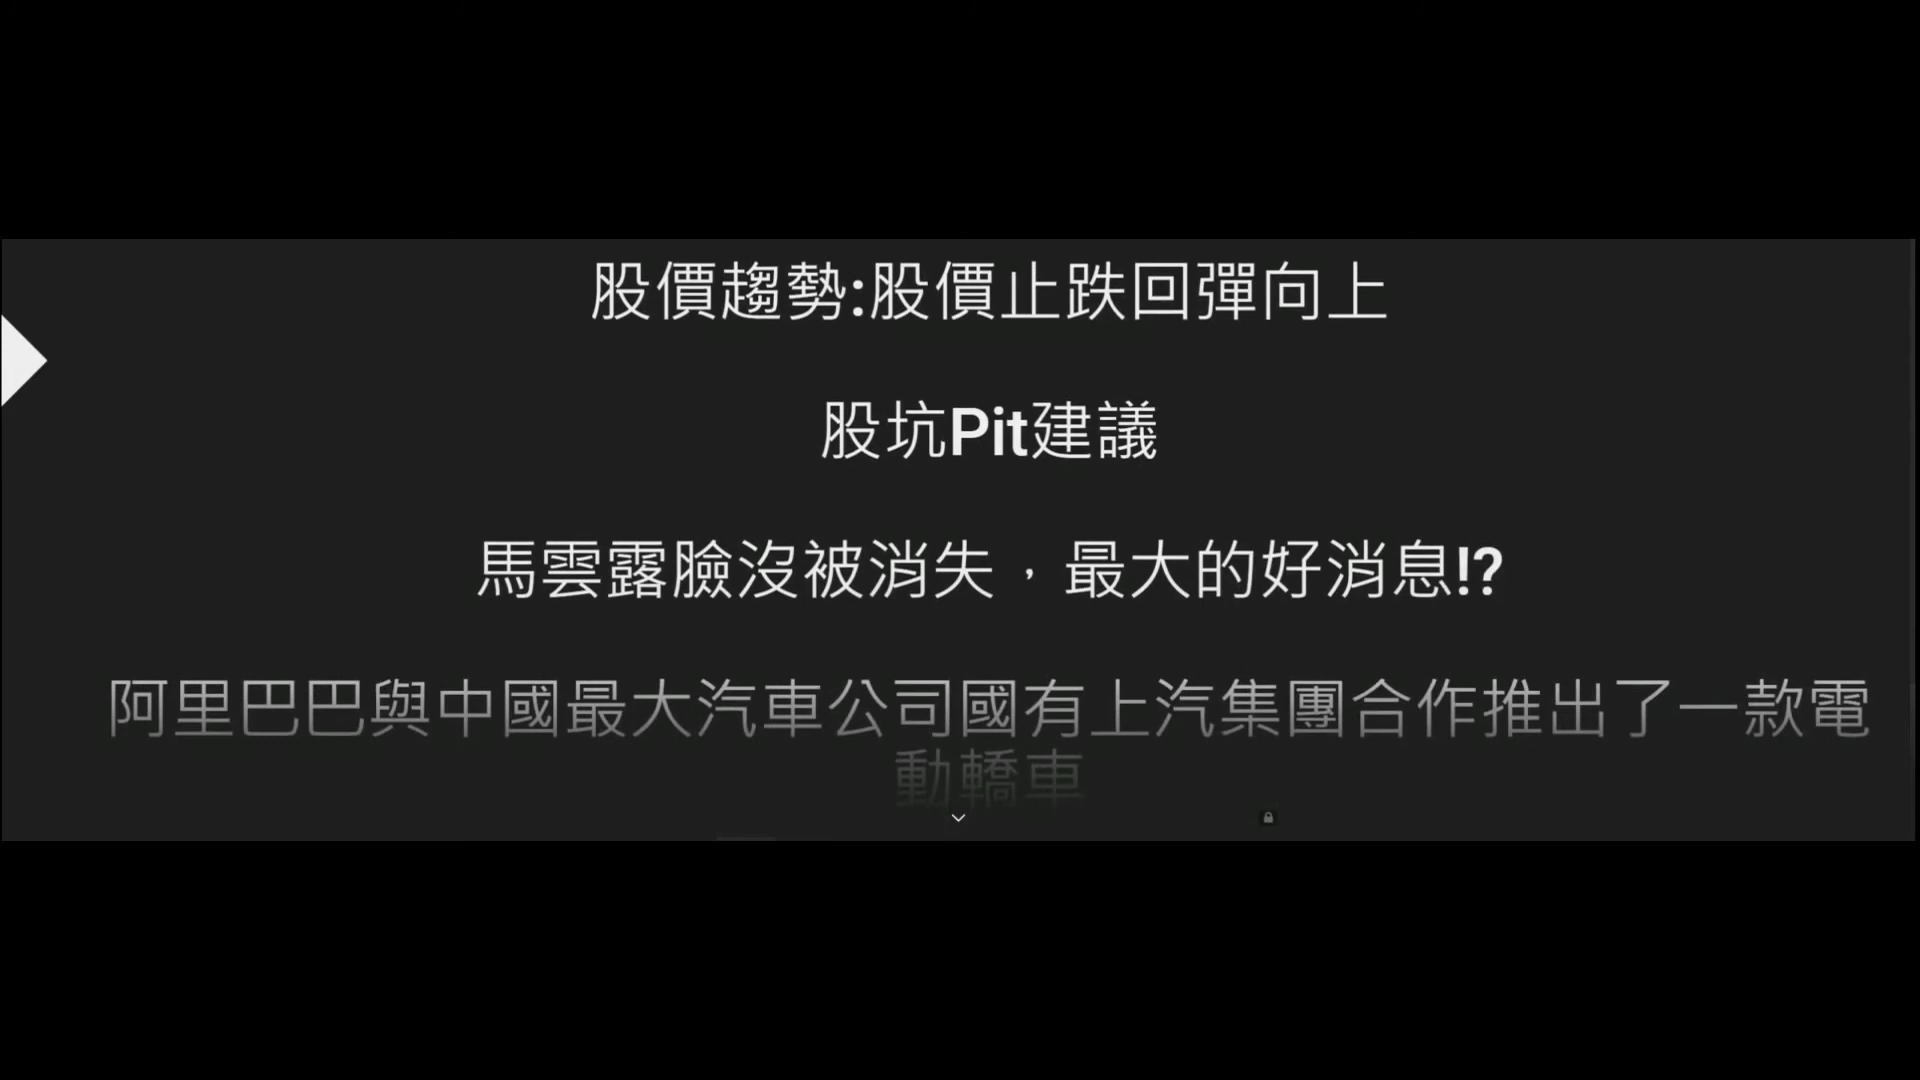 股價趨勢:股價止跌回彈向上
股坑Pit建議
馬雲露臉沒被消失，最大的好消息!?
阿里巴巴與中國最大汽車公司國有上汽集團合作推出了一款電
動轎車